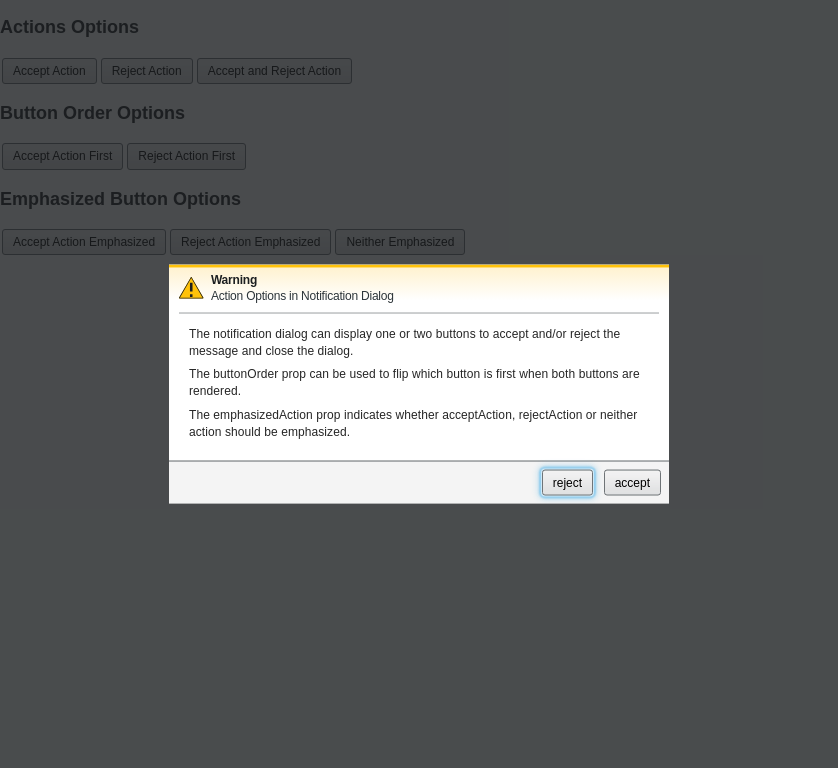 Actions Options
Accept Action Reject Action Accept and Reject Action
Button Order Options
Accept Action First Reject Action First
Emphasized Button Options
Accept Action Emphasized Reject Action Emphasized Neither Emphasized
Warning
Action Options in Notification Dialog
The notification dialog can display one or two buttons to accept and/or reject the
message and close the dialog.
The buttonOrder prop can be used to flip which button is first when both buttons are
rendered.
The emphasizedAction prop indicates whether acceptAction, rejectAction or neither
action should be emphasized.
reject accept